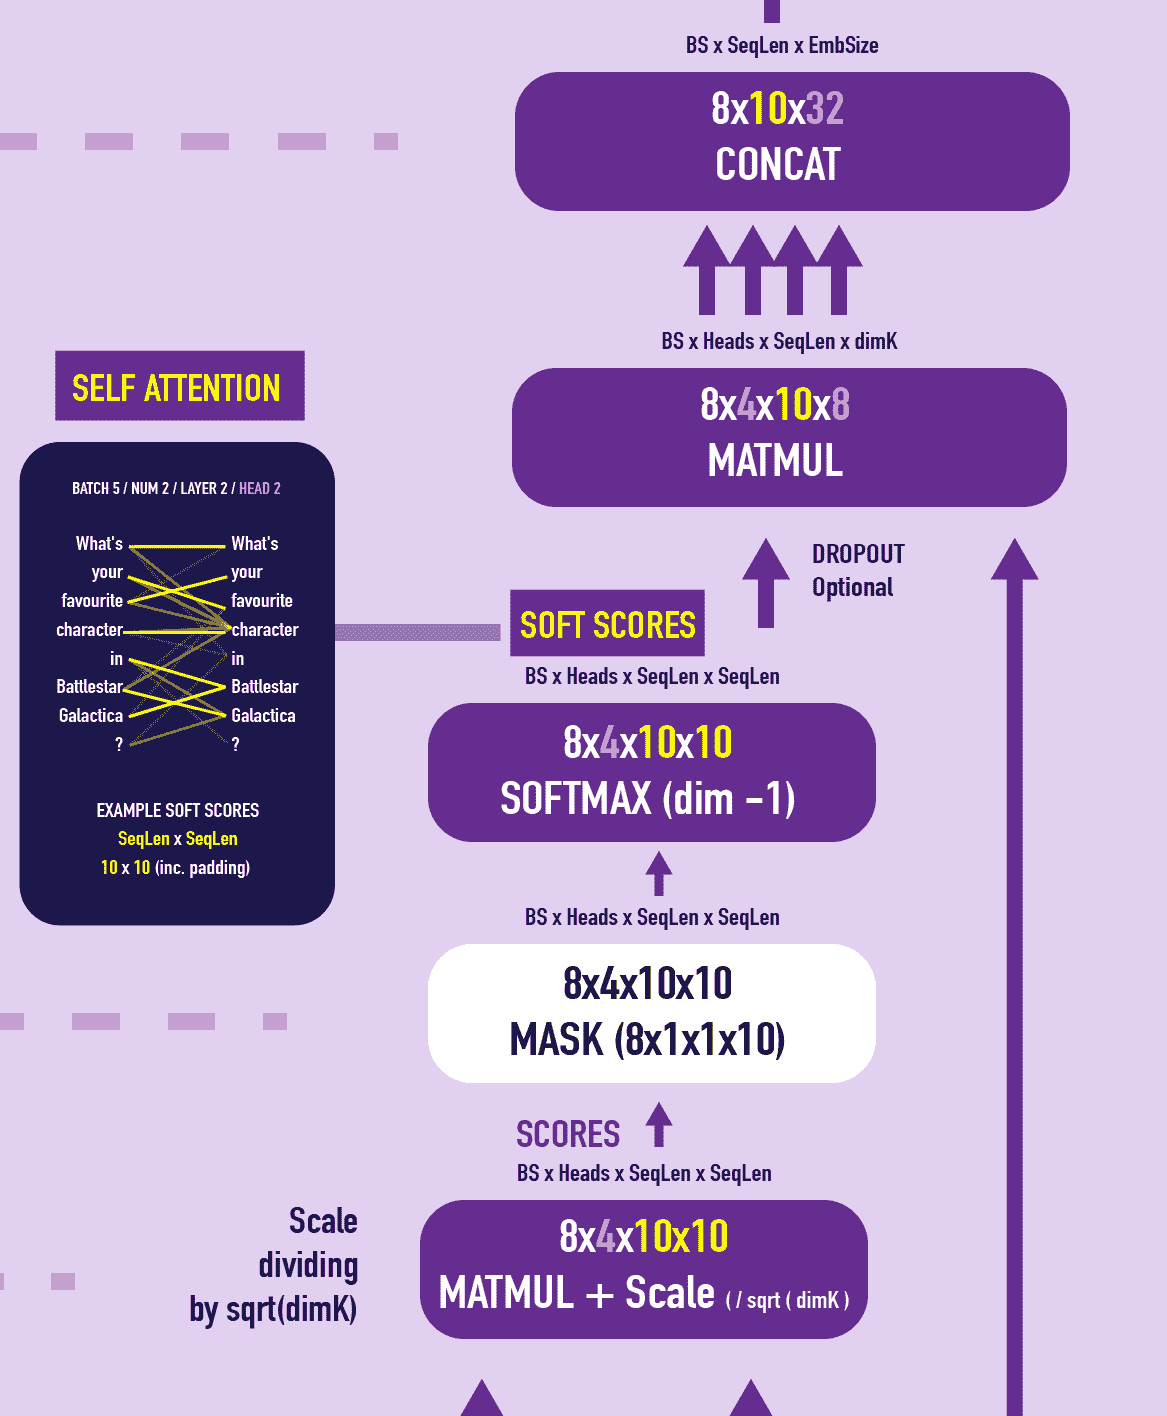 BS x SeqLen x EmbSize
8x10x32
CONCAT
BS x Heads x SeqLen x dimK
8x4x10x8
MATMUL
DROPOUT
Optional
SELF ATTENTION
BATCH 5 / NUM 2 / LAYER 2 / HEAD 2
What's What's
your your
favourite favourite
character character
in in
Battlestar Battlestar
Galactica Galactica
? ?
EXAMPLE SOFT SCORES
SeqLen x SeqLen
10 x 10 (inc. padding)
SOFT SCORES
BS x Heads x SeqLen x SeqLen
8x4x10x10
SOFTMAX (dim -1)
BS x Heads x SeqLen x SeqLen
8x4x10x10
MASK (8x1x1x10)
SCORES
BS x Heads x SeqLen x SeqLen
Scale
dividing
by sqrt(dimK)
8x4x10x10
MATMUL + Scale ( / sqrt ( dimK )